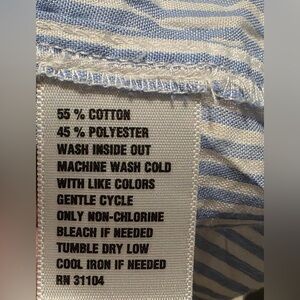 55 % COTTON
45 % POLYESTER
WASH INSIDE OUT
MACHINE WASH COLD
WITH LIKE COLORS
GENTLE CYCLE
ONLY NON-CHLORINE
BLEACH IF NEEDED
TUMBLE DRY LOW
COOL IRON IF NEEDED
RN 31104